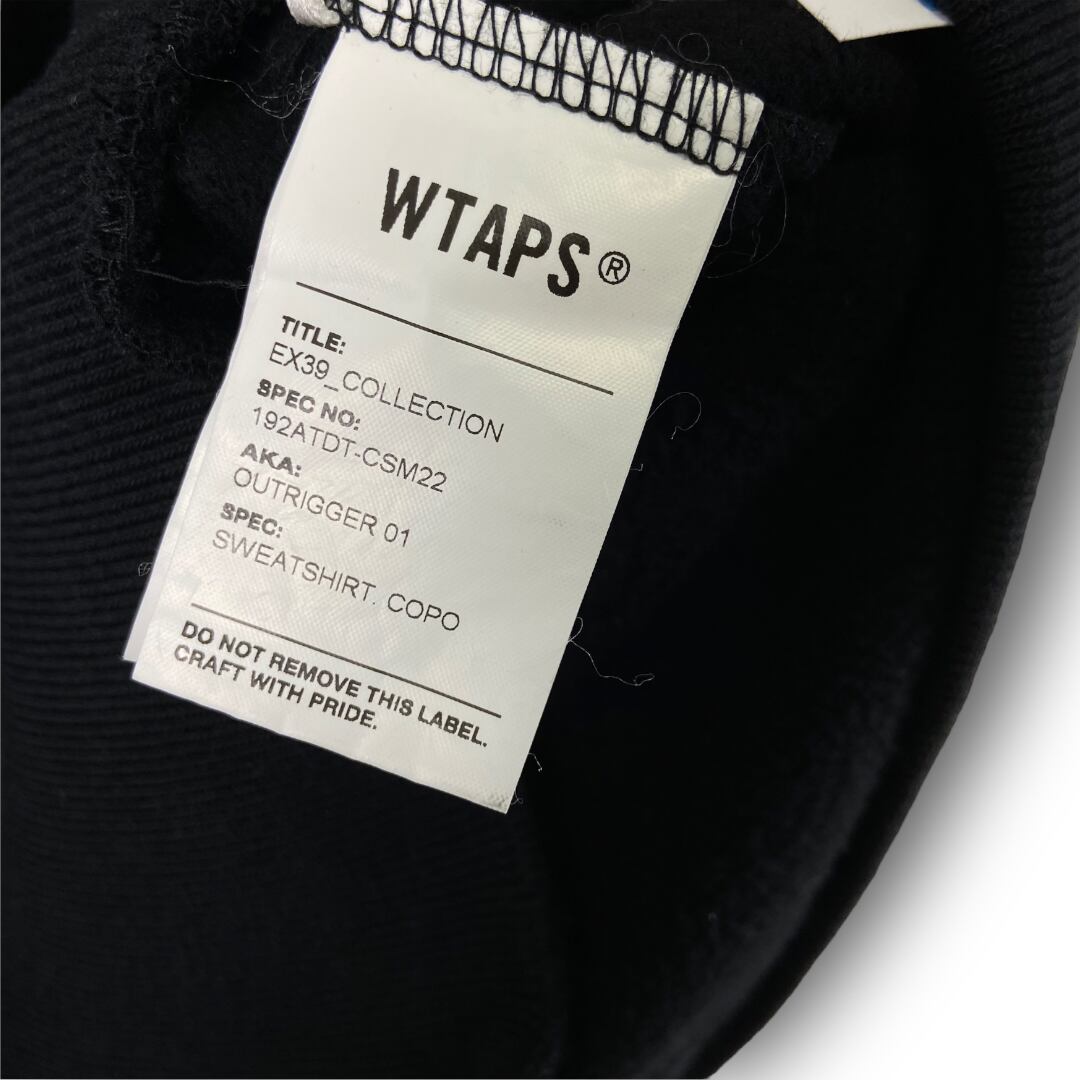 WTAPS®
TITLE:
EX39_COLLECTION
SPEC NO:
192ATDT-CSM22
AKA:
OUTRIGGER 01
SPEC:
SWEATSHIRT. COPO
DO NOT REMOVE THIS LABEL.
CRAFT WITH PRIDE.